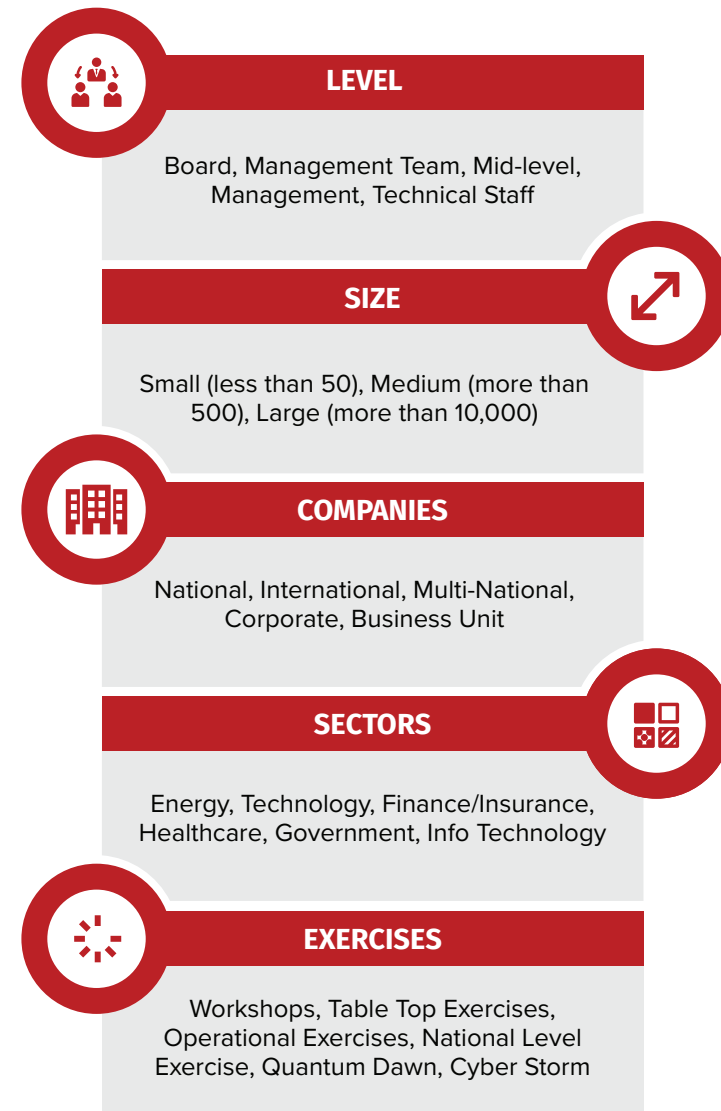 LEVEL
Board, Management Team, Mid-level,
Management, Technical Staff
SIZE
Small (less than 50), Medium (more than
500), Large (more than 10,000)
COMPANIES
National, International, Multi-National,
Corporate, Business Unit
SECTORS
Energy, Technology, Finance/Insurance,
Healthcare, Government, Info Technology
EXERCISES
Workshops, Table Top Exercises,
Operational Exercises, National Level
Exercise, Quantum Dawn, Cyber Storm